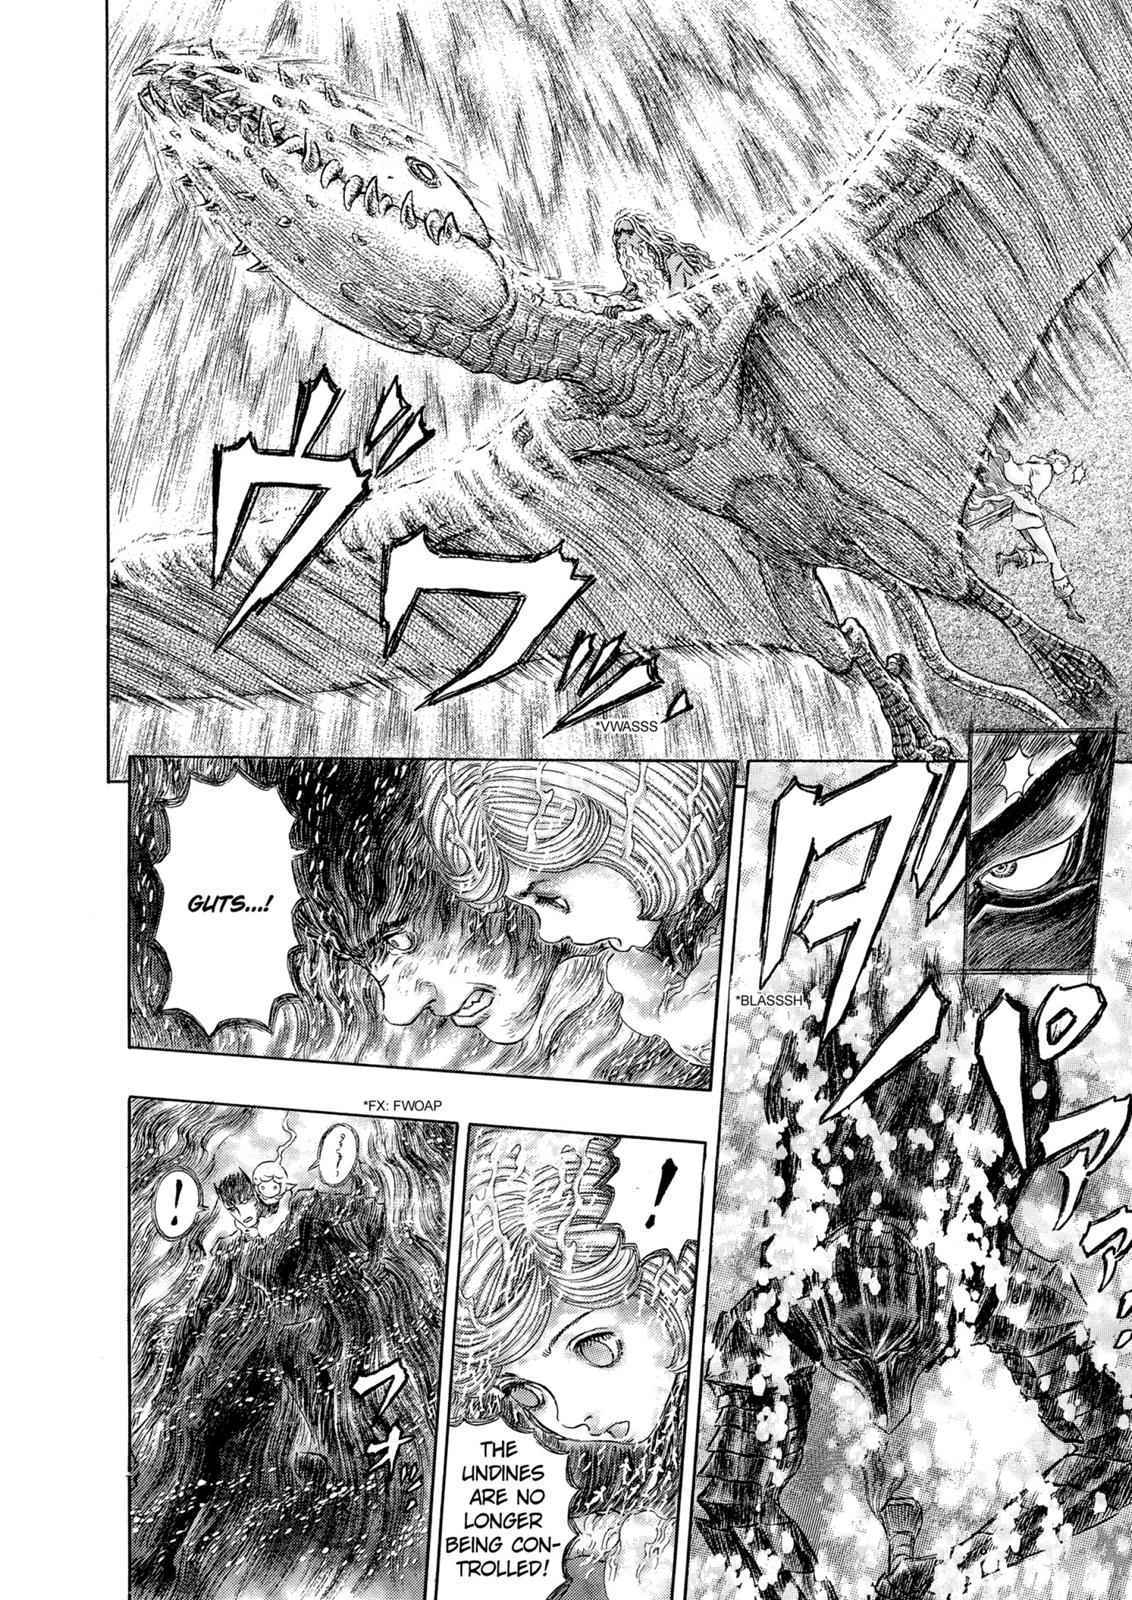 ヴワッ
*VWASSS
ダパァァ
*BLASSSH
GUTS...!
!
THE
UNDINES
ARE NO
LONGER
BEING CON-
TROLLED!
*FX: FWOAP
!
フォ